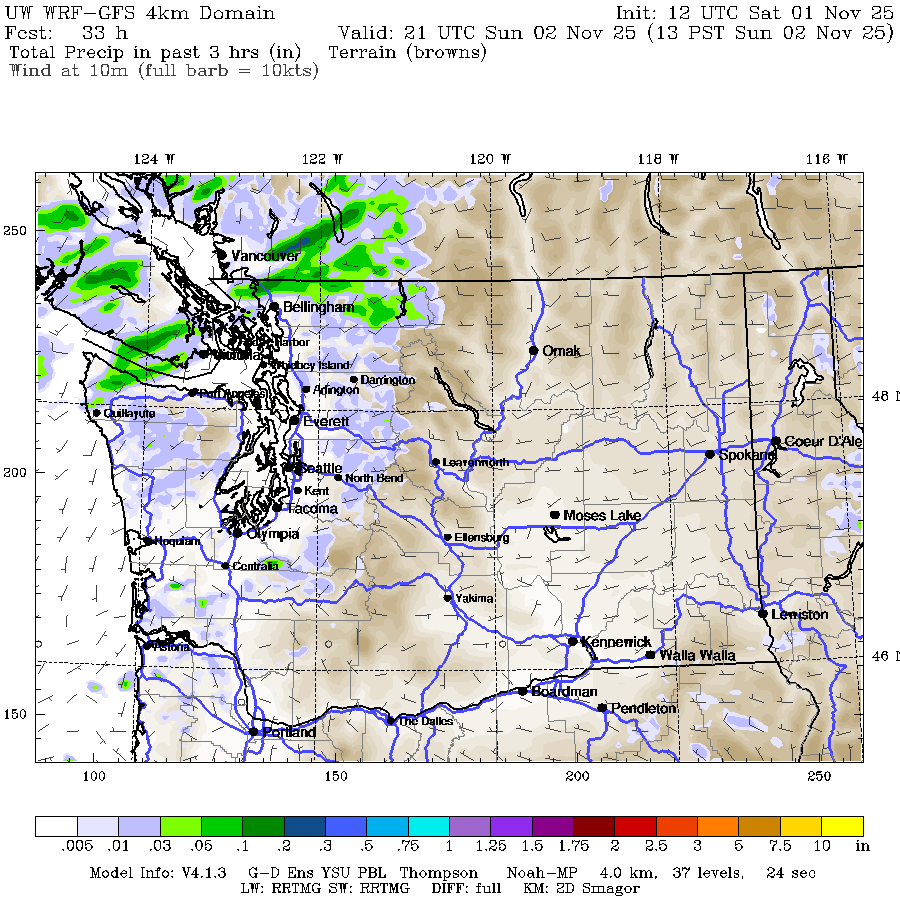 UW WRF-GFS 4km Domain Init: 12 UTC Sat 01 Nov 25
Fcst: 33 h Valid: 21 UTC Sun 02 Nov 25 (13 PST Sun 02 Nov 25)
Total Precip in past 3 hrs (in) Terrain (browns)
Wind at 10m (full barb = 10kts)
124 W 122 W 120 W 118 W 116 W
250
Vancouver
Bellingham
Harbor
Omak
Whidbey Island
Darrington
Port Angeles
Arlington
48 N
Quillayute
Everett
Coeur D'Ale
Spokane
Leavenworth
200
Seattle
North Bend
Kent
Tacoma
Moses Lake
Olympia
Ellensburg
Hoquiam
Centralia
Yakima
Lewiston
Kennewick
Astoria
Walla Walla
46 N
Boardman
Pendleton
150
The Dalles
Portland
100 150 200 250
.005 .01 .03 .05 .1 .2 .3 .5 .75 1 1.25 1.5 1.75 2 2.5 3 5 7.5 10 in
Model Info: V4.1.3 G-D Ens YSU PBL Thompson Noah-MP 4.0 km, 37 levels, 24 sec
LW: RRTMG SW: RRTMG DIFF: full KM: 2D Smagor